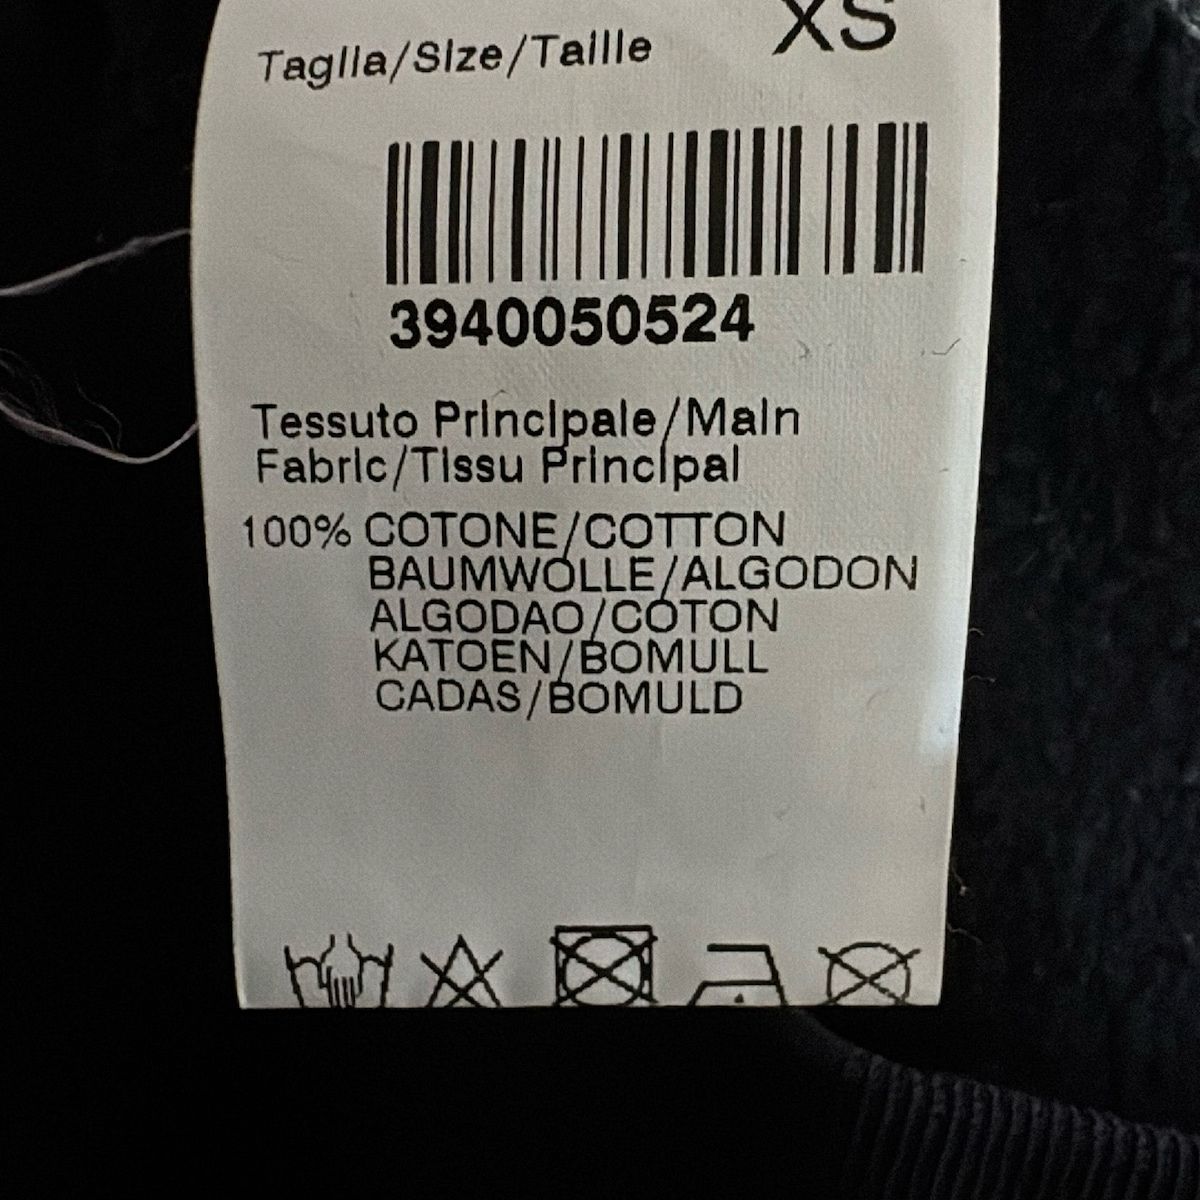 Taglia/Size/Taille XS
3940050524
Tessuto Principale/Main
Fabric/Tissu Principal
100% COTONE/COTTON
BAUMWOLLE/ALGODON
ALGODAO/COTON
KATOEN/BOMULL
CADAS/BOMULD